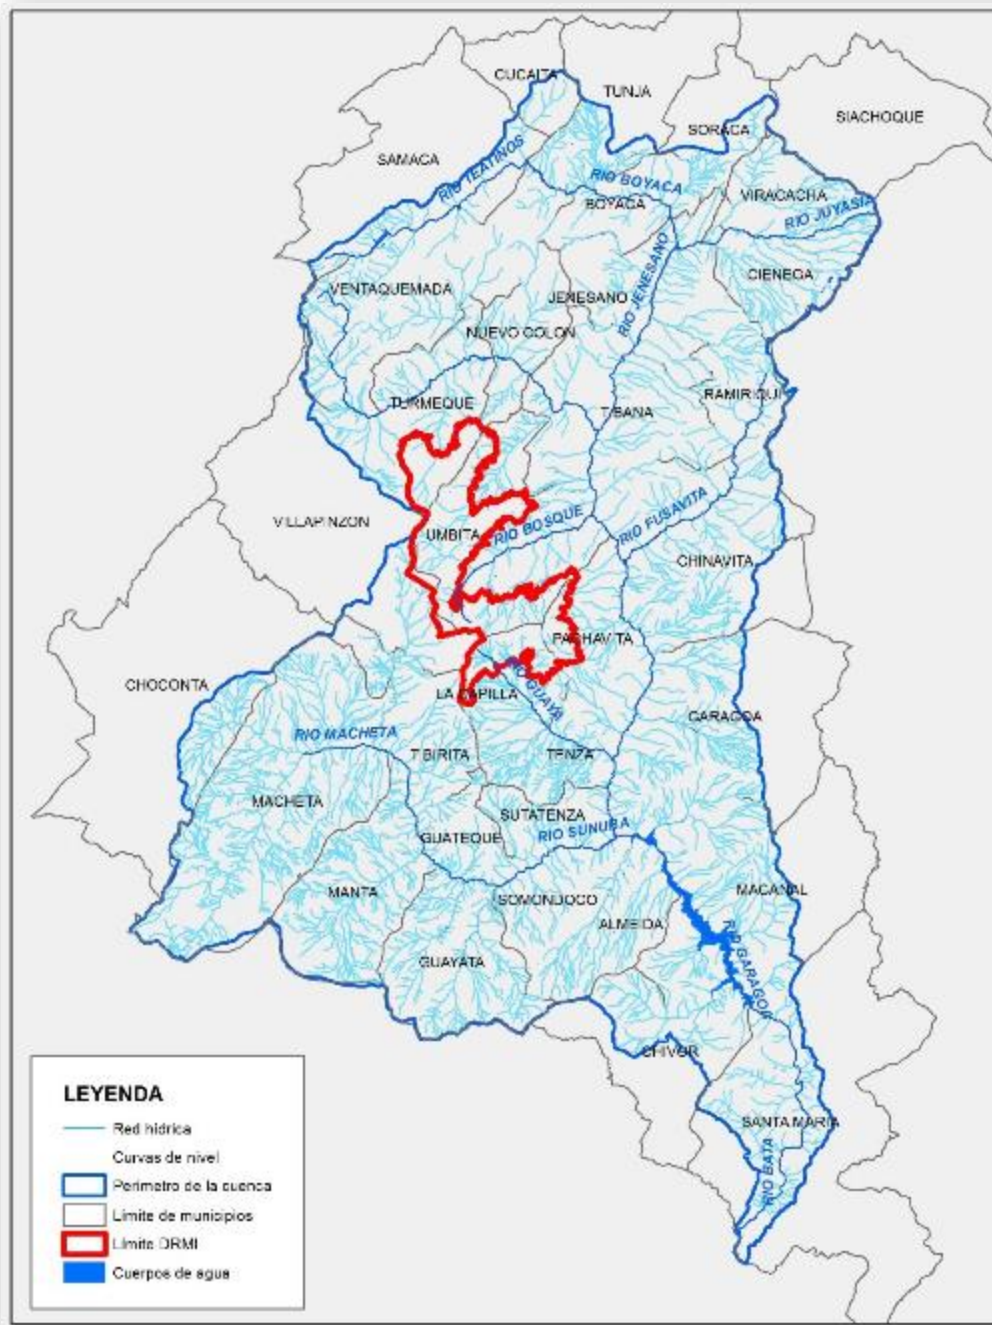 CUCAITA
TUNJA
SORACA
SIACHOQUE
SAMACA
RIO TEATINOS
RIO BOYACA
VIRACACHA
BOYACA
RIO JUYASIA
RIO JENESANO
CIENEGA
VENTAQUEMADA
JENESANO
NUEVO COLON
TURMEQUE
TIBANA
RAMIRIQUI
VILLAPINZON
UMBITA
RIO BOSQUE
RIO FUSAVITA
CHINAVITA
PACHAVITA
CHOCONTA
LA CAPILLA
RIO GUAYA
GARAGOA
RIO MACHETA
TIBIRITA
TENZA
MACHETA
SUTATENZA
GUATEQUE
RIO SUNUBA
MANTA
SOMONDOCO
MACANAL
ALMEIDA
GUAYATA
RIO GARAGOA
CHIVOR
SANTA MARIA
RIO BATA
LEYENDA
Red hídrica
Curvas de nivel
Perimetro de la cuenca
Límite de municipios
Límite DRMI
Cuerpos de agua